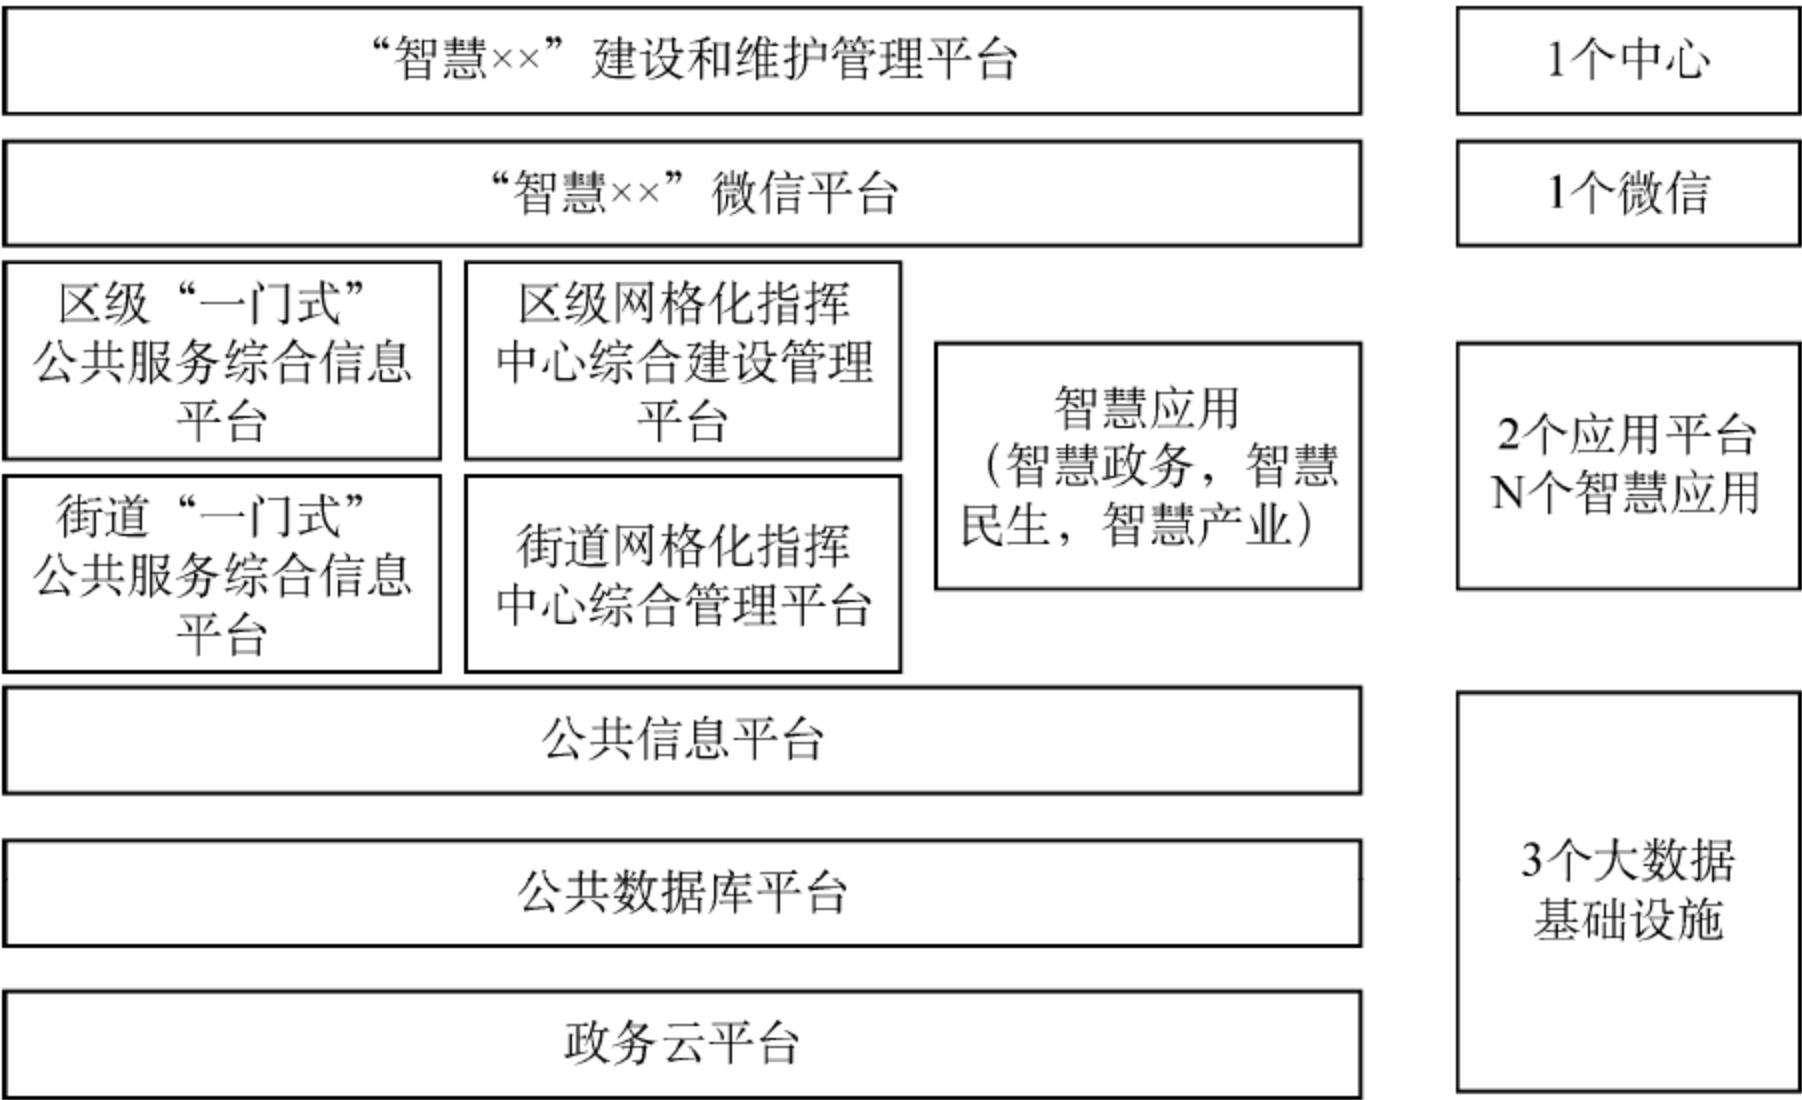 “智慧××”建设和维护管理平台
1个中心
“智慧××”微信平台
1个微信
区级“一门式”
公共服务综合信息
平台
区级网格化指挥
中心综合建设管理
平台
街道“一门式”
公共服务综合信息
平台
街道网格化指挥
中心综合管理平台
智慧应用
（智慧政务，智慧
民生，智慧产业）
2个应用平台
N个智慧应用
公共信息平台
公共数据库平台
政务云平台
3个大数据
基础设施